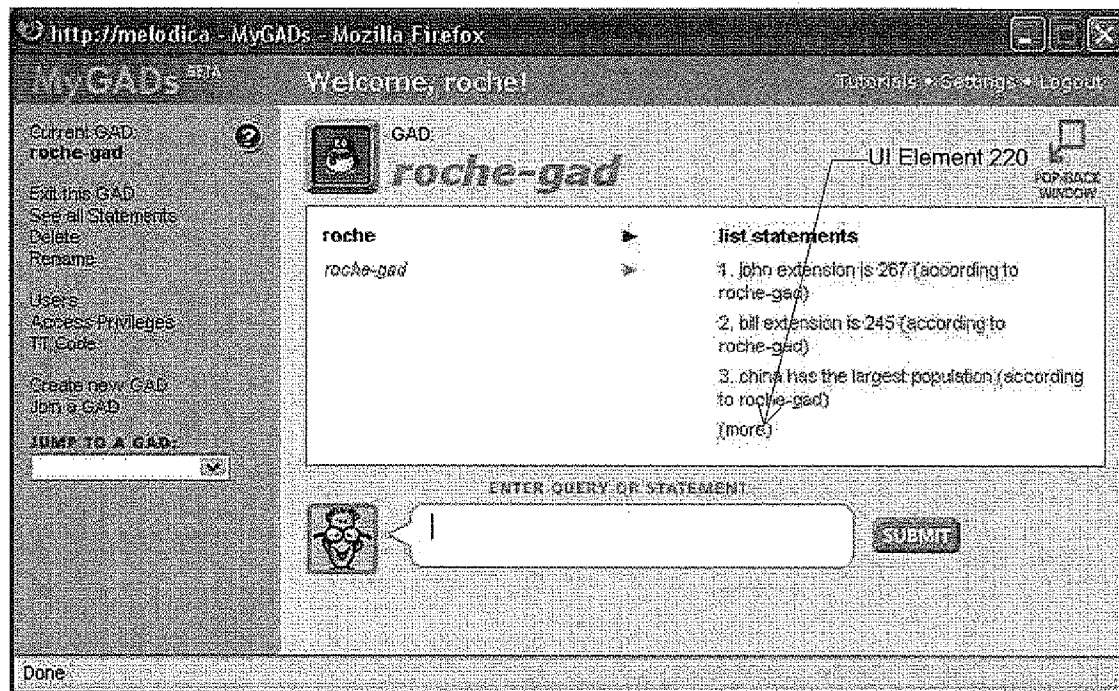 http://melodica - MyGADs - Mozilla Firefox
MyGADs BETA
Welcome, roche!
Tutorials • Settings • Logout
Current GAD:
roche-gad
Exit this GAD
See all Statements
Delete
Rename
Users
Access Privileges
TT Code
Create new GAD
Join a GAD
JUMP TO A GAD:
GAD:
roche-gad
UI Element 220
POP-BACK
WINDOW
roche
list statements
roche-gad
1. john extension is 267 (according to
roche-gad)
2. bill extension is 245 (according to
roche-gad)
3. china has the largest population (according
to roche-gad)
(more)
ENTER QUERY OR STATEMENT:
SUBMIT
Done